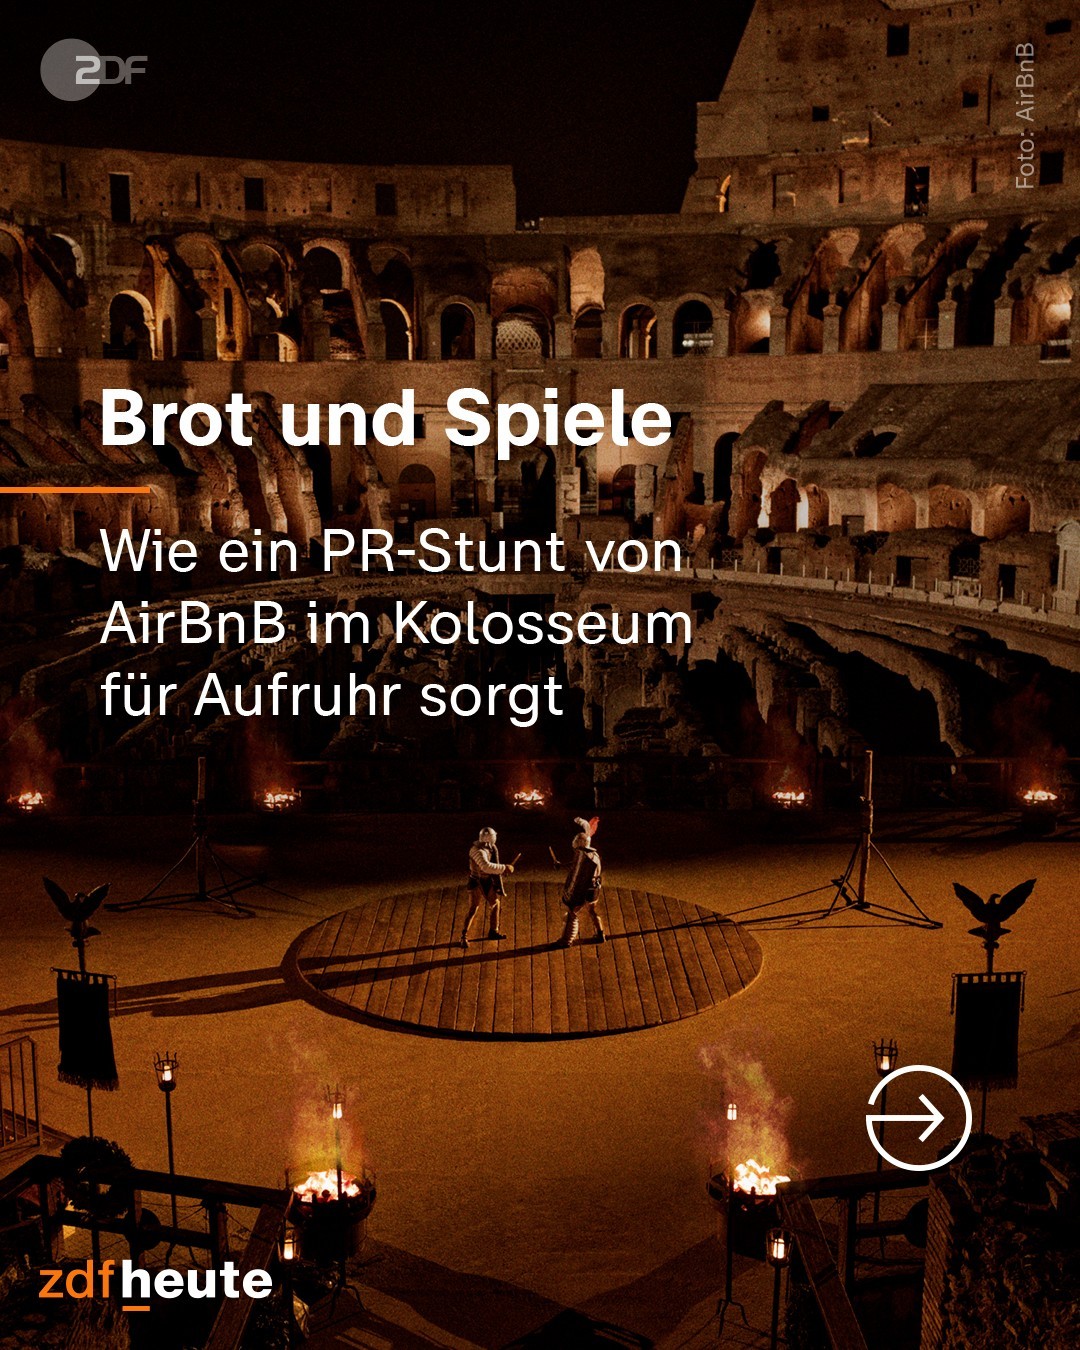 ZDF
Foto: AirBnB
Brot und Spiele
Wie ein PR-Stunt von
AirBnB im Kolosseum
für Aufruhr sorgt
zdfheute